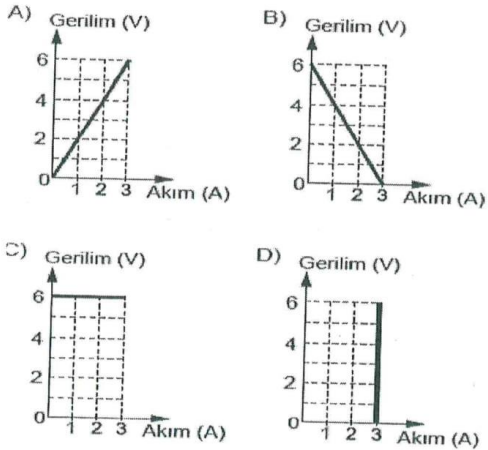 A) Gerilim (V)
6
4
2
0
1 2 3 Akım (A)
B) Gerilim (V)
6
4
2
0
1 2 3 Akım (A)
C) Gerilim (V)
6
4
2
0
1 2 3 Akım (A)
D) Gerilim (V)
6
4
2
0
1 2 3 Akım (A)